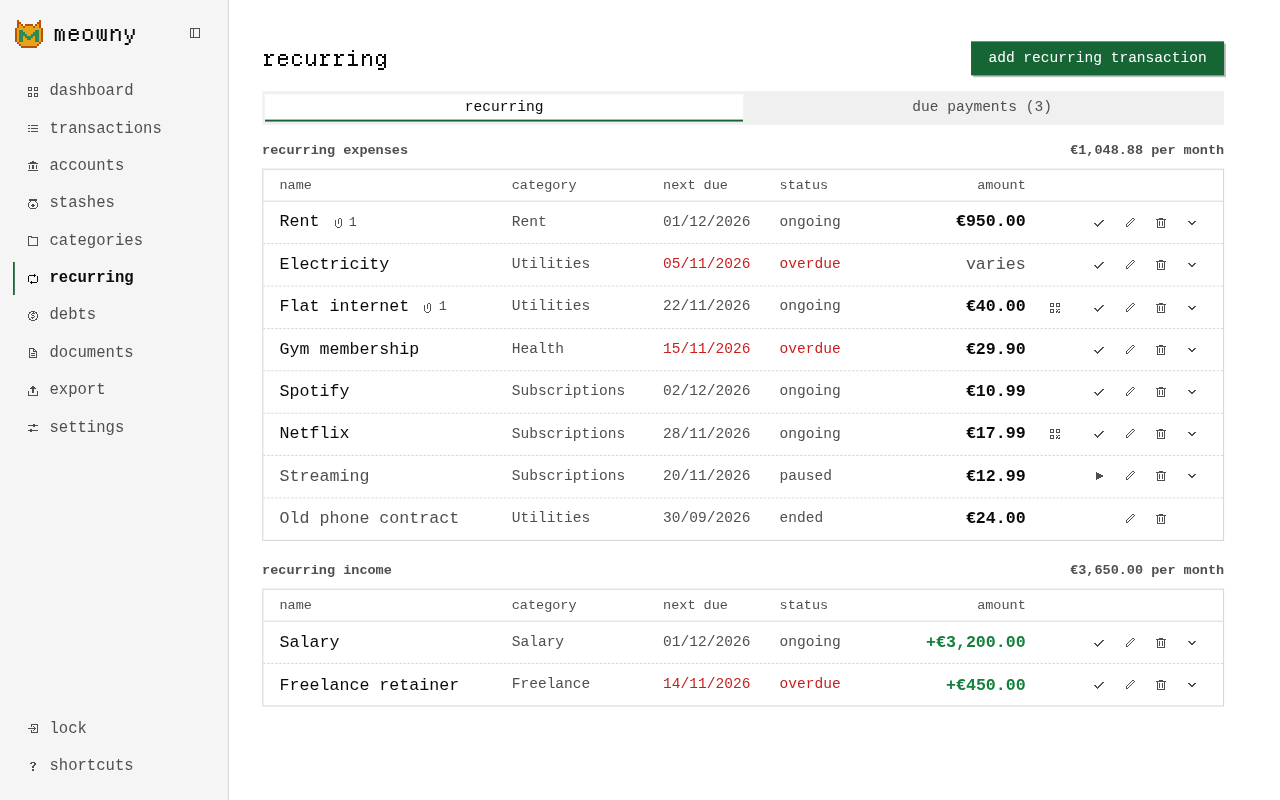 meowny
dashboard
transactions
accounts
stashes
categories
recurring
debts
documents
export
settings
lock
? shortcuts
recurring
add recurring transaction
recurring due payments (3)
recurring expenses €1,048.88 per month
name category next due status amount
Rent 1 Rent 01/12/2026 ongoing €950.00
Electricity Utilities 05/11/2026 overdue varies
Flat internet 1 Utilities 22/11/2026 ongoing €40.00
Gym membership Health 15/11/2026 overdue €29.90
Spotify Subscriptions 02/12/2026 ongoing €10.99
Netflix Subscriptions 28/11/2026 ongoing €17.99
Streaming Subscriptions 20/11/2026 paused €12.99
Old phone contract Utilities 30/09/2026 ended €24.00
recurring income €3,650.00 per month
name category next due status amount
Salary Salary 01/12/2026 ongoing +€3,200.00
Freelance retainer Freelance 14/11/2026 overdue +€450.00